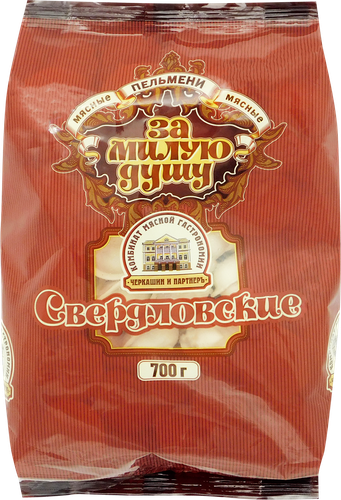 ПЕЛЬМЕНИ
МЯСНЫЕ МЯСНЫЕ
за
милую
душу
КОМБИНАТ МЯСНОЙ ГАСТРОНОМИИ
ЧЕРКАШИН И ПАРТНЕРЪ
Свердловские
700 г